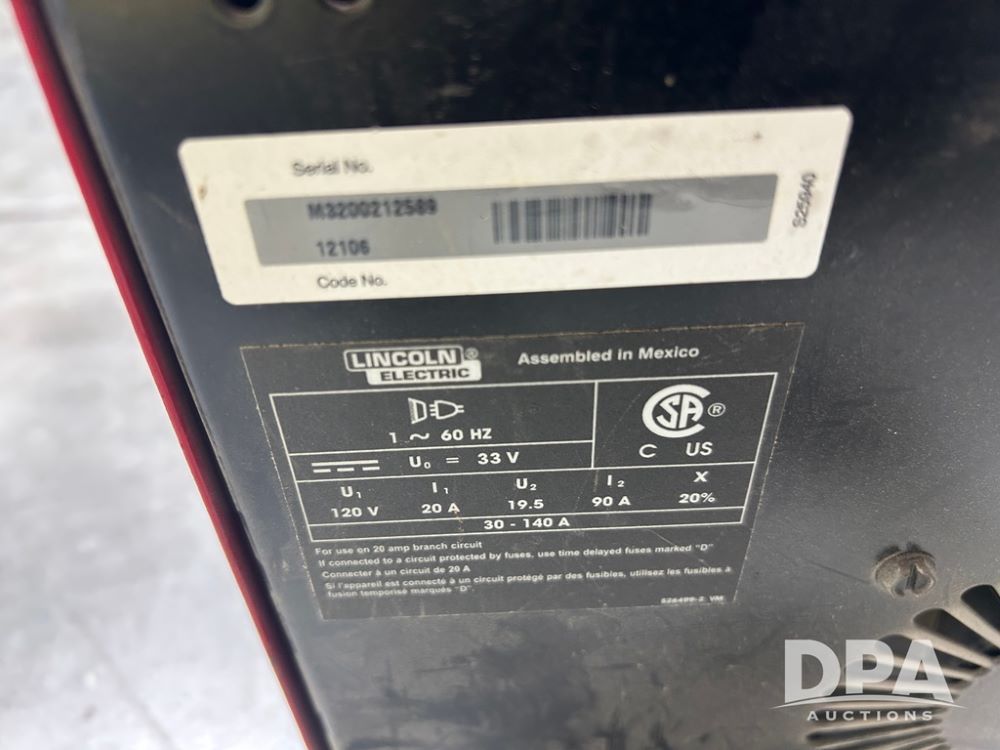 Serial No.
M3200212589
12106
Code No.
S25940
LINCOLN ®
ELECTRIC
Assembled in Mexico
1 ~ 60 HZ
CSA ®
C US
U₀ = 33 V
U₁ I₁ U₂ I₂ X
120 V 20 A 19.5 90 A 20%
30 - 140 A
For use on 20 amp branch circuit
If connected to a circuit protected by fuses, use time delayed fuses marked "D"
Connecter à un circuit de 20 A
Si l'appareil est connecté à un circuit protégé par des fusibles, utilisez les fusibles à
fusion temporisé marqués "D".
S26499-2 VM
DPA
AUCTIONS